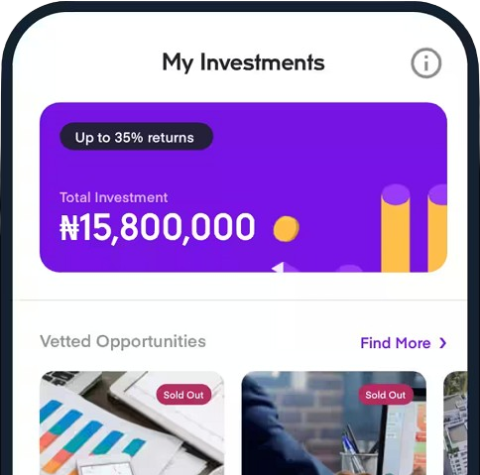 My Investments
Up to 35% returns
Total Investment
₦15,800,000
Vetted Opportunities
Find More
Sold Out
Sold Out